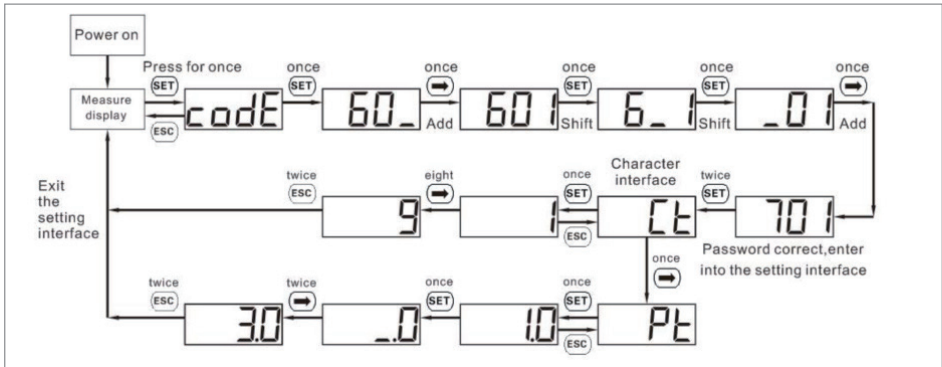 Power on
Press for once
once
once
once
once
once
SET
SET
➡
SET
SET
➡
Measure
display
ESC
codE
60_
Add
601
Shift
6_1
Shift
_01
Add
Exit
the
setting
interface
twice
ESC
eight
➡
once
SET
ESC
Character
interface
twice
SET
9
1
Ct
701
Password correct,enter
into the setting interface
once
➡
twice
ESC
twice
➡
once
SET
once
SET
ESC
3.0
_.0
1.0
Pt